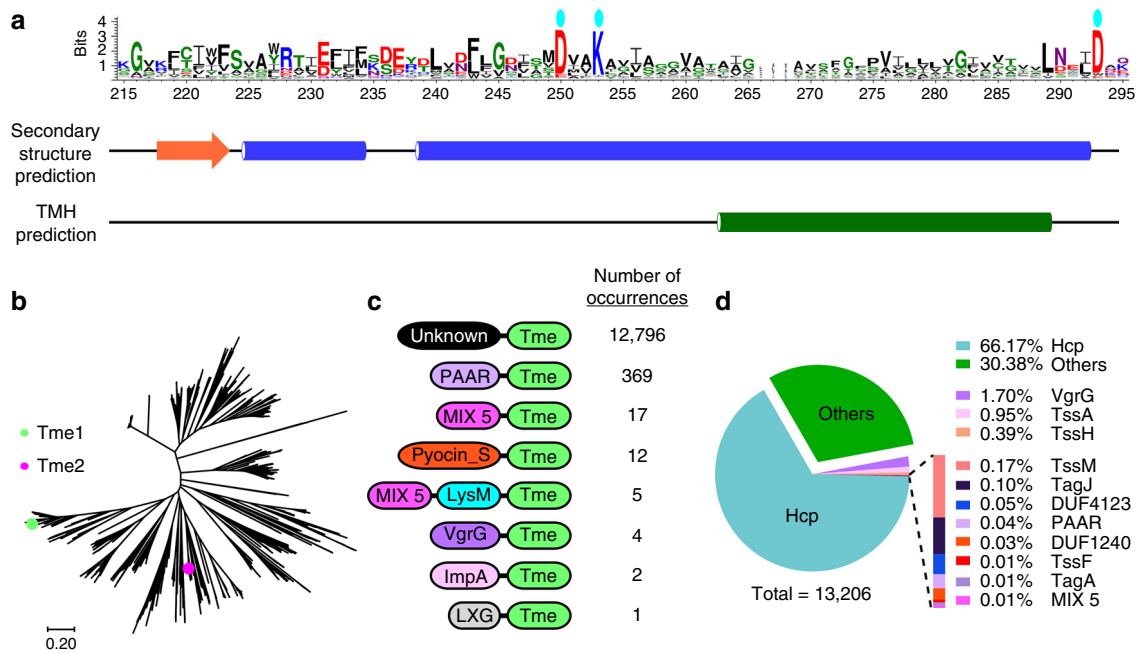 a
Bits
4
3
2
1
215 220 225 230 235 240 245 250 255 260 265 270 275 280 285 290 295
Secondary
structure
prediction
TMH
prediction
b
Tme1
Tme2
0.20
c
Number of
occurrences
Unknown Tme 12,796
PAAR Tme 369
MIX 5 Tme 17
Pyocin_S Tme 12
MIX 5 LysM Tme 5
VgrG Tme 4
ImpA Tme 2
LXG Tme 1
d
Others
Hcp
Total = 13,206
66.17% Hcp
30.38% Others
1.70% VgrG
0.95% TssA
0.39% TssH
0.17% TssM
0.10% TagJ
0.05% DUF4123
0.04% PAAR
0.03% DUF1240
0.01% TssF
0.01% TagA
0.01% MIX 5